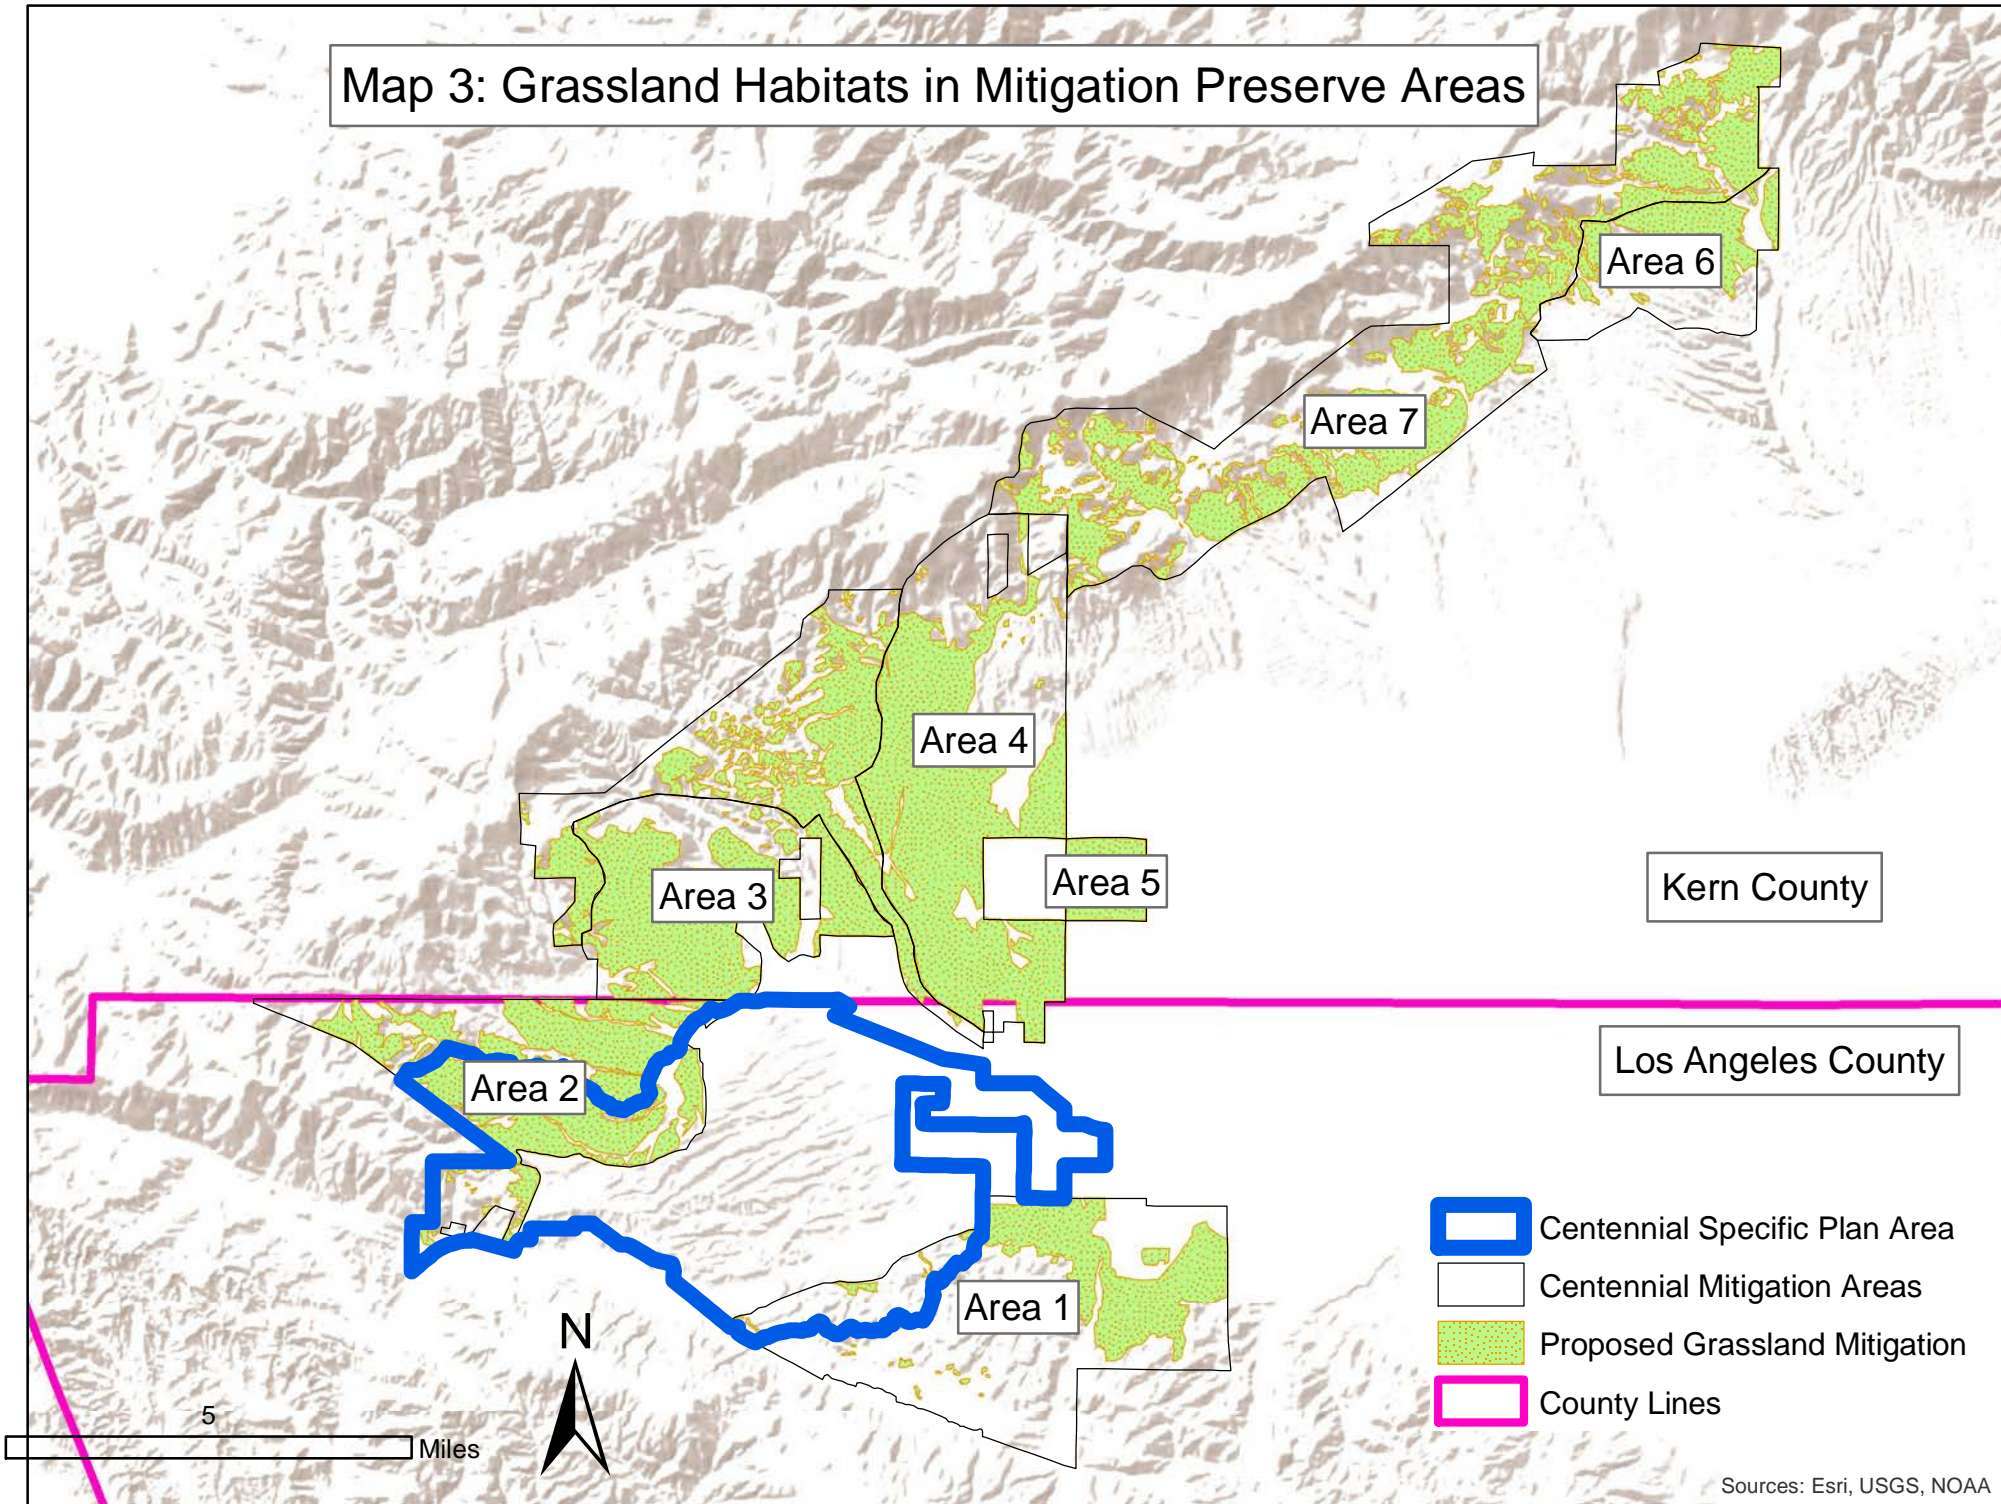 Map 3: Grassland Habitats in Mitigation Preserve Areas
Area 6
Area 7
Area 4
Area 5
Area 3
Kern County
Los Angeles County
Area 2
Area 1
Centennial Specific Plan Area
Centennial Mitigation Areas
Proposed Grassland Mitigation
County Lines
N
5
Miles
Sources: Esri, USGS, NOAA